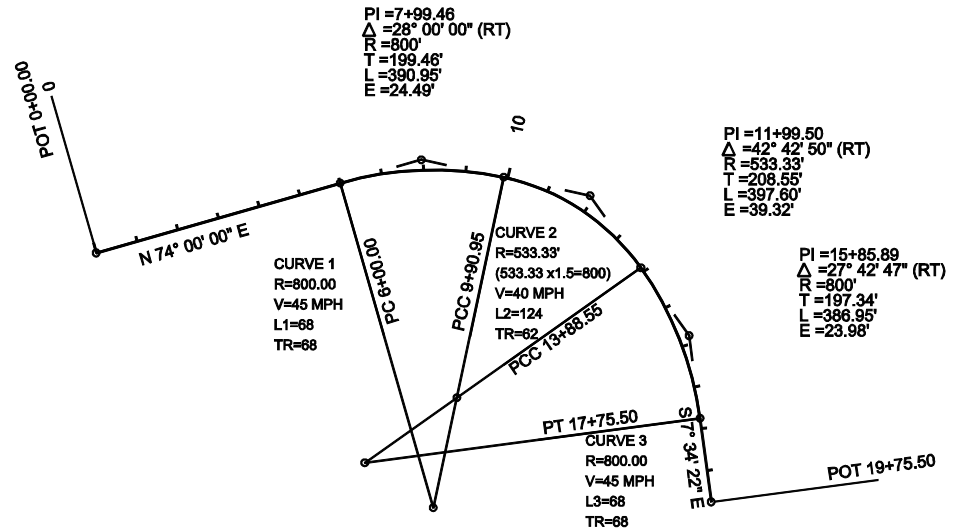 PI =7+99.46
Δ =28° 00' 00" (RT)
R =800'
T =199.46'
L =390.95'
E =24.49'
POT 0+00.00
0
10
PI =11+99.50
Δ =42° 42' 50" (RT)
R =533.33'
T =208.55'
L =397.60'
E =39.32'
N 74° 00' 00" E
PI =15+85.89
Δ =27° 42' 47" (RT)
R =800'
T =197.34'
L =386.95'
E =23.98'
CURVE 1
R=800.00
V=45 MPH
L1=68
TR=68
PC 6+00.00
PCC 9+90.95
CURVE 2
R=533.33'
(533.33 x1.5=800)
V=40 MPH
L2=124
TR=62
PCC 13+88.55
PT 17+75.50
CURVE 3
R=800.00
V=45 MPH
L3=68
TR=68
S 7° 34' 22" E
POT 19+75.50